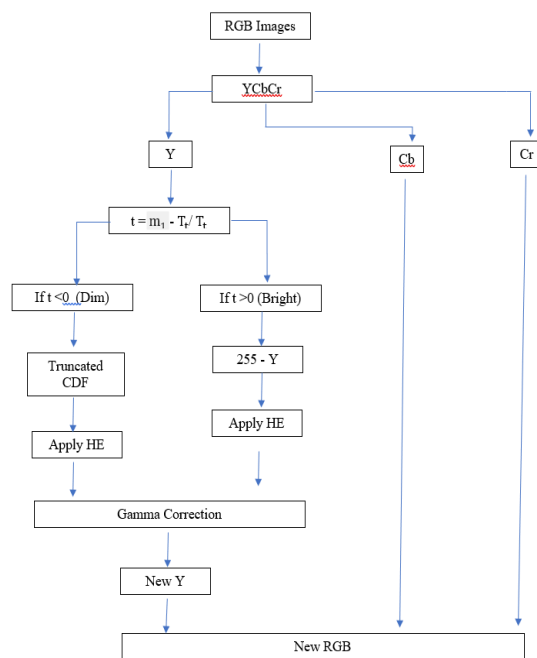 RGB Images
YCbCr
Y
Cb
Cr
t = m₁ - Tₜ/ Tₜ
If t <0 (Dim)
If t >0 (Bright)
Truncated
CDF
255 - Y
Apply HE
Apply HE
Gamma Correction
New Y
New RGB